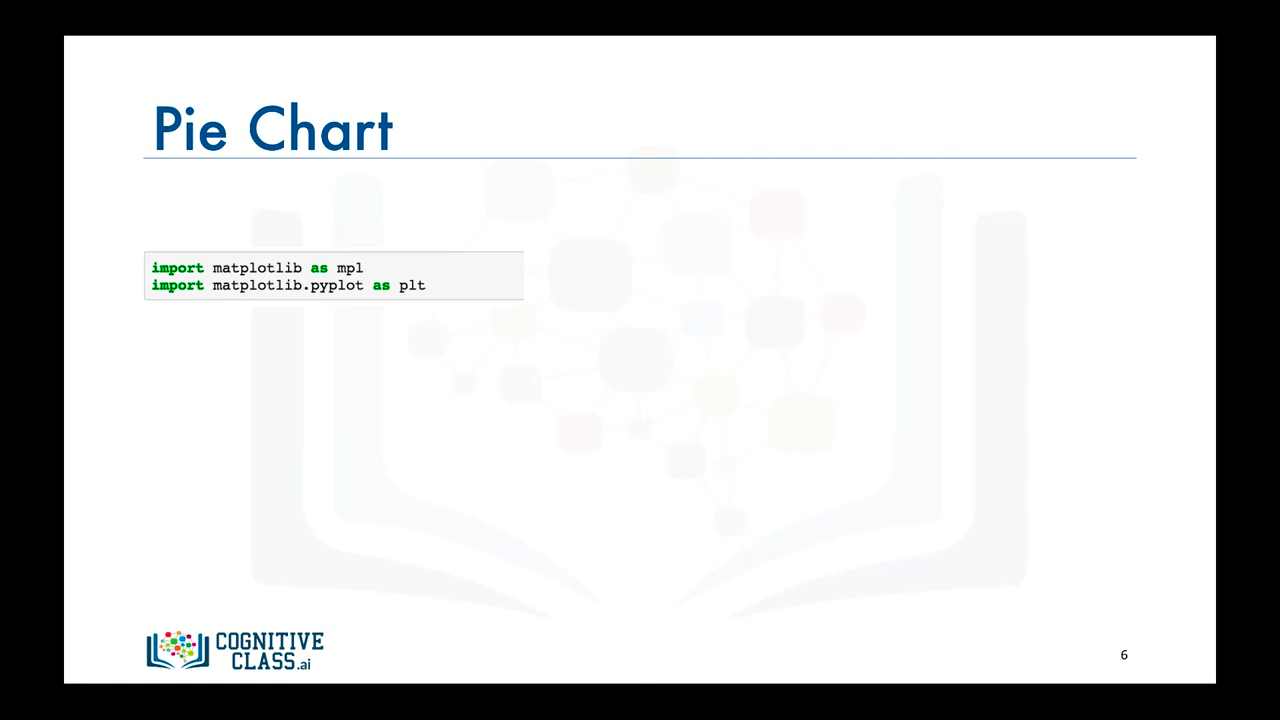 Pie Chart
import matplotlib as mpl
import matplotlib.pyplot as plt
COGNITIVE
CLASS.ai
6